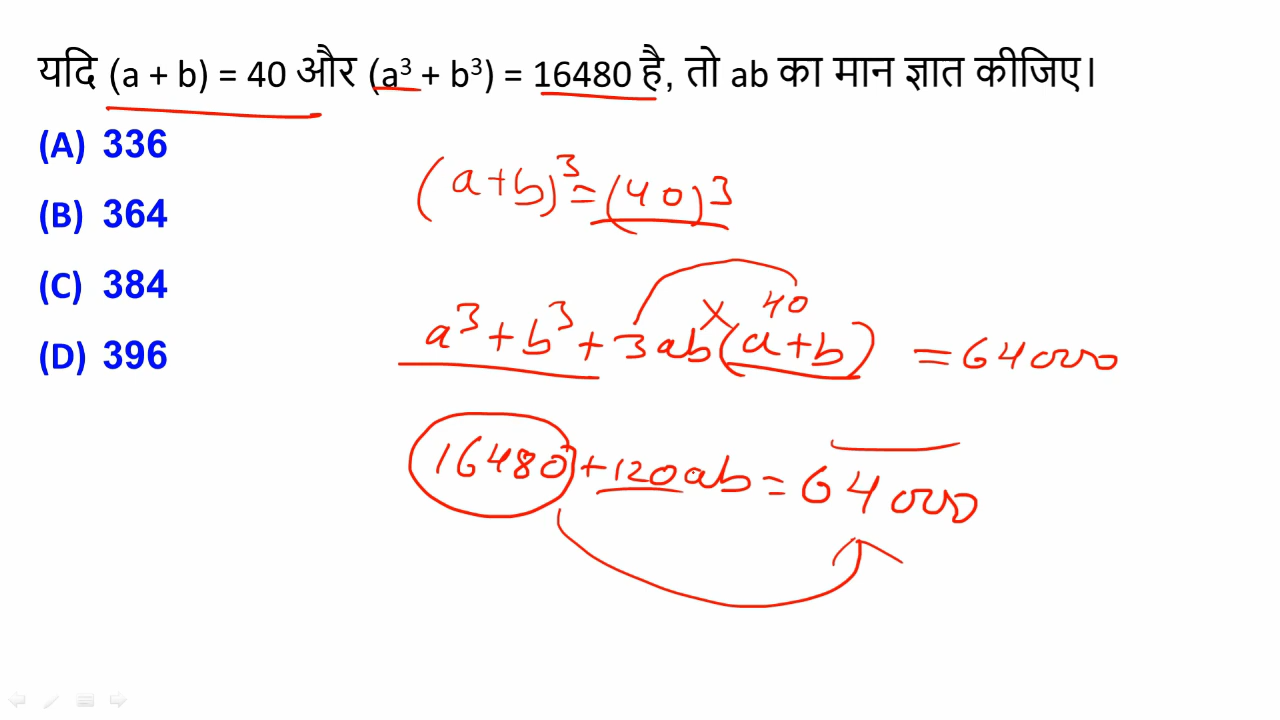 यदि (a + b) = 40 और (a³ + b³) = 16480 है, तो ab का मान ज्ञात कीजिए।
(A) 336
(B) 364
(C) 384
(D) 396
(a+b)³=(40)³
40
a³+b³+3ab×(a+b) =64000
16480+120ab=64000